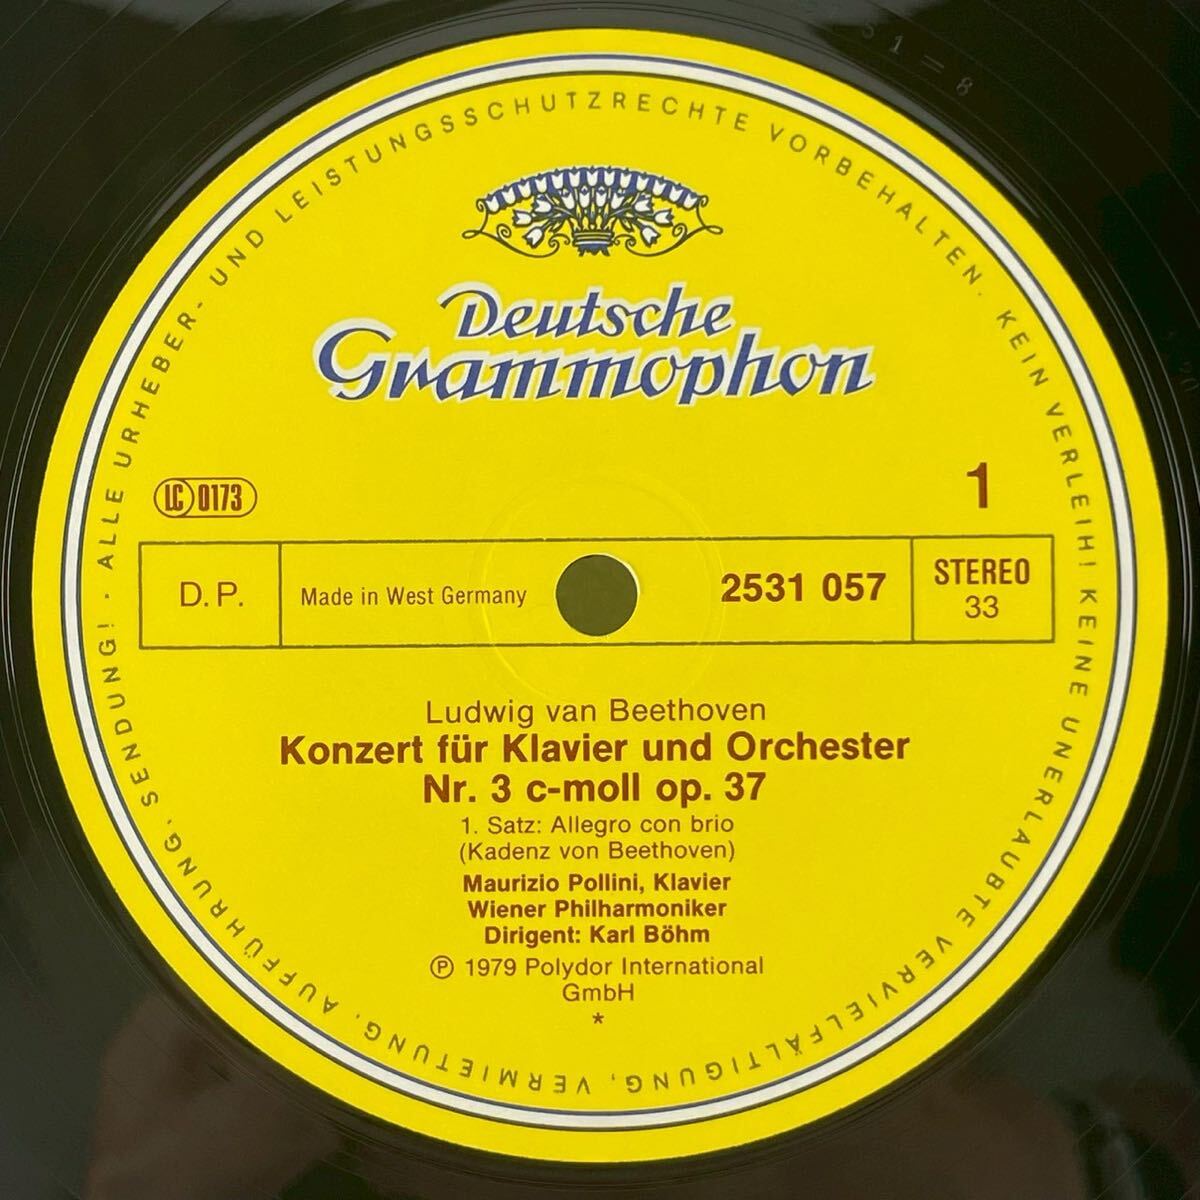 ALLE URHEBER- UND LEISTUNGSSCHUTZRECHTE VORBEHALTEN. KEIN VERLEIH! KEINE UNERLAUBTE VERVIELFÄLTIGUNG, VERMIETUNG, AUFFÜHRUNG, SENDUNG! ·
Deutsche
Grammophon
LC 0173
1
D.P.
Made in West Germany
2531 057
STEREO
33
Ludwig van Beethoven
Konzert für Klavier und Orchester
Nr. 3 c-moll op. 37
1. Satz: Allegro con brio
(Kadenz von Beethoven)
Maurizio Pollini, Klavier
Wiener Philharmoniker
Dirigent: Karl Böhm
Ⓟ 1979 Polydor International
GmbH
*